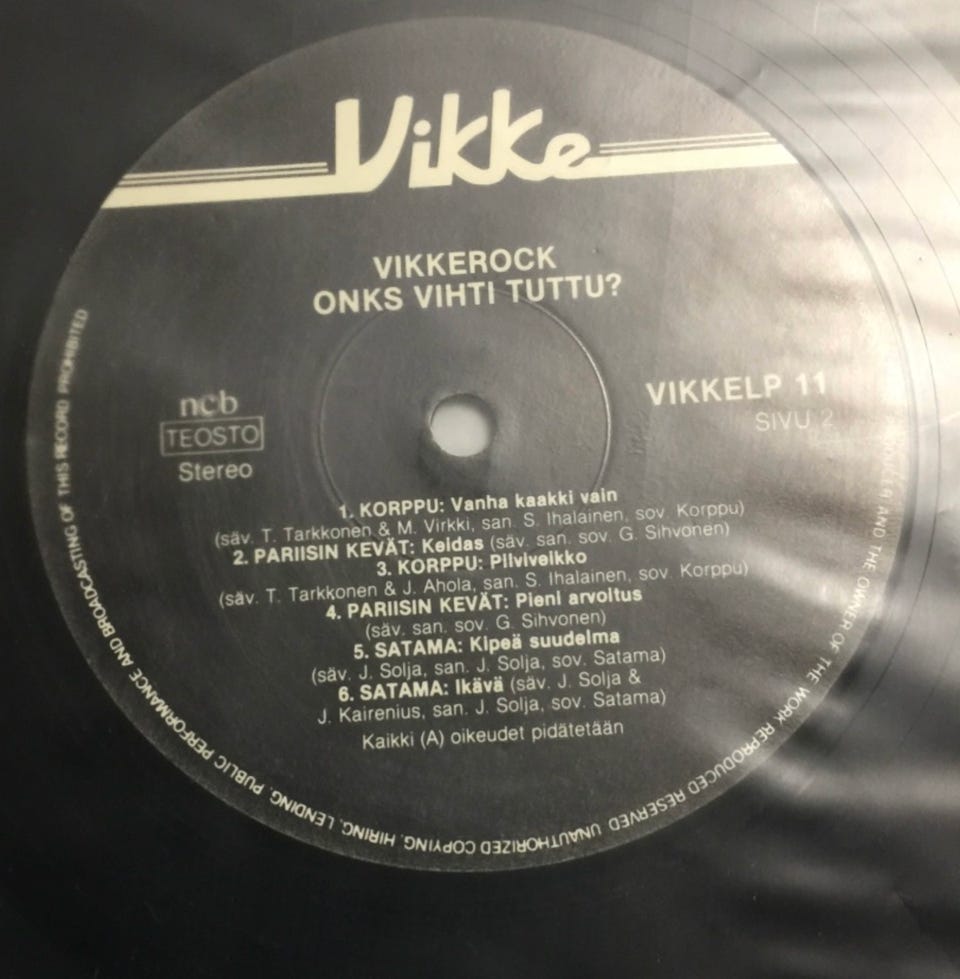 Vikke
VIKKEROCK
ONKS VIHTI TUTTU?
VIKKELP 11
SIVU 2
ncb
TEOSTO
Stereo
1. KORPPU: Vanha kaakki vain
(säv. T. Tarkkonen & M. Virkki, san. S. Ihalainen, sov. Korppu)
2. PARIISIN KEVÄT: Keidas (säv. san. sov. G. Sihvonen)
3. KORPPU: Pilviveikko
(säv. T. Tarkkonen & J. Ahola, san. S. Ihalainen, sov. Korppu)
4. PARIISIN KEVÄT: Pieni arvoitus
(säv. san. sov. G. Sihvonen)
5. SATAMA: Kipeä suudelma
(säv. J. Solja, san. J. Solja, sov. Satama)
6. SATAMA: Ikävä (säv. J. Solja &
J. Kairenius, san. J. Solja, sov. Satama)
Kaikki (A) oikeudet pidätetään
AND THE OWNER OF THE WORK REPRODUCED RESERVED UNAUTHORIZED COPYING, HIRING, LENDING, PUBLIC PERFORMANCE AND BROADCASTING OF THIS RECORD PROHIBITED